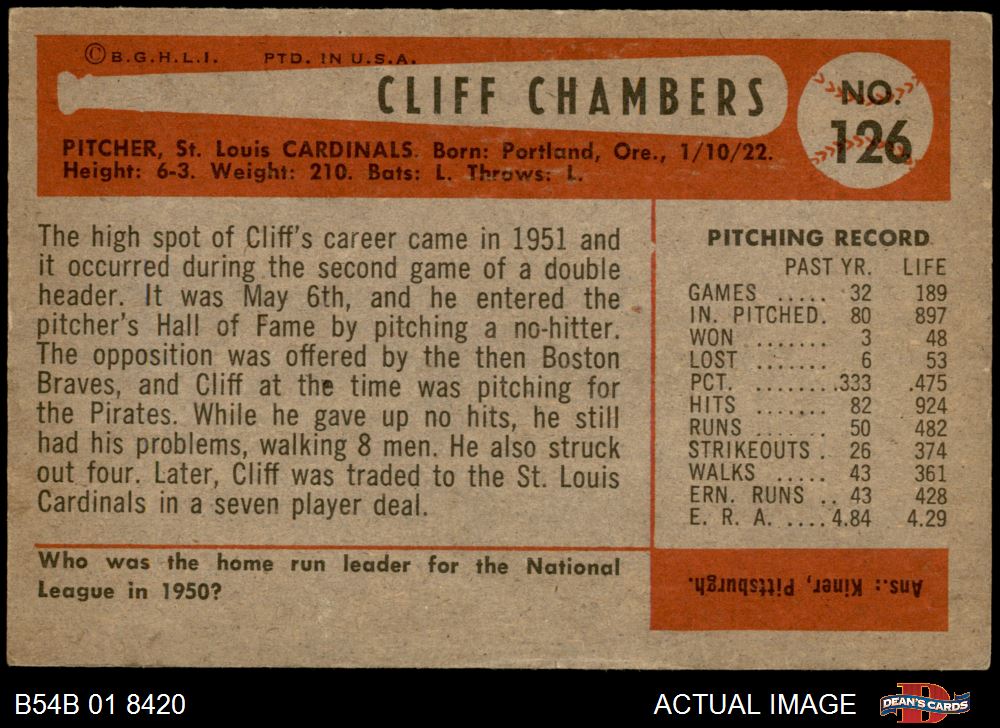 © B.G.H.L.I. PTD. IN U.S.A.
CLIFF CHAMBERS
NO.
126
PITCHER, St. Louis CARDINALS. Born: Portland, Ore., 1/10/22.
Height: 6-3. Weight: 210. Bats: L. Throws: L.
The high spot of Cliff's career came in 1951 and
it occurred during the second game of a double
header. It was May 6th, and he entered the
pitcher's Hall of Fame by pitching a no-hitter.
The opposition was offered by the then Boston
Braves, and Cliff at the time was pitching for
the Pirates. While he gave up no hits, he still
had his problems, walking 8 men. He also struck
out four. Later, Cliff was traded to the St. Louis
Cardinals in a seven player deal.
PITCHING RECORD
PAST YR. LIFE
GAMES ..... 32 189
IN. PITCHED. 80 897
WON ....... 3 48
LOST ....... 6 53
PCT. ........333 .475
HITS ....... 82 924
RUNS ....... 50 482
STRIKEOUTS . 26 374
WALKS ..... 43 361
ERN. RUNS .. 43 428
E. R. A. .... 4.84 4.29
Who was the home run leader for the National
League in 1950?
Ans.: Kiner, Pittsburgh.
B54B 01 8420 ACTUAL IMAGE
D
DEAN'S CARDS